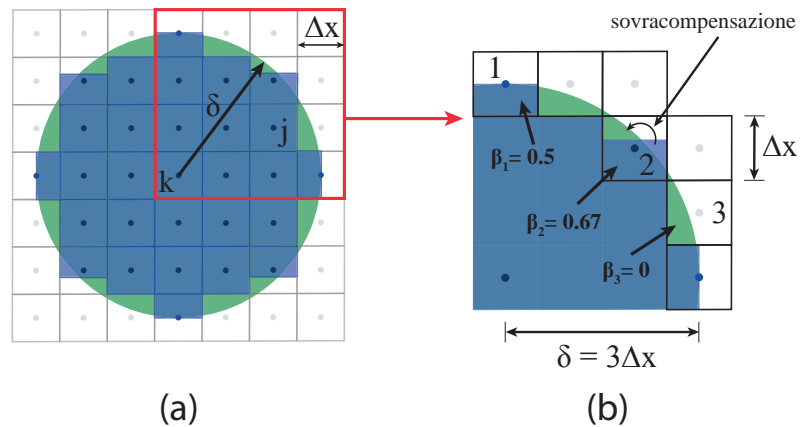 Δx
δ
j
k
(a)
sovracompensazione
1
β₁= 0.5
2
β₂= 0.67
3
β₃= 0
Δx
δ = 3Δx
(b)